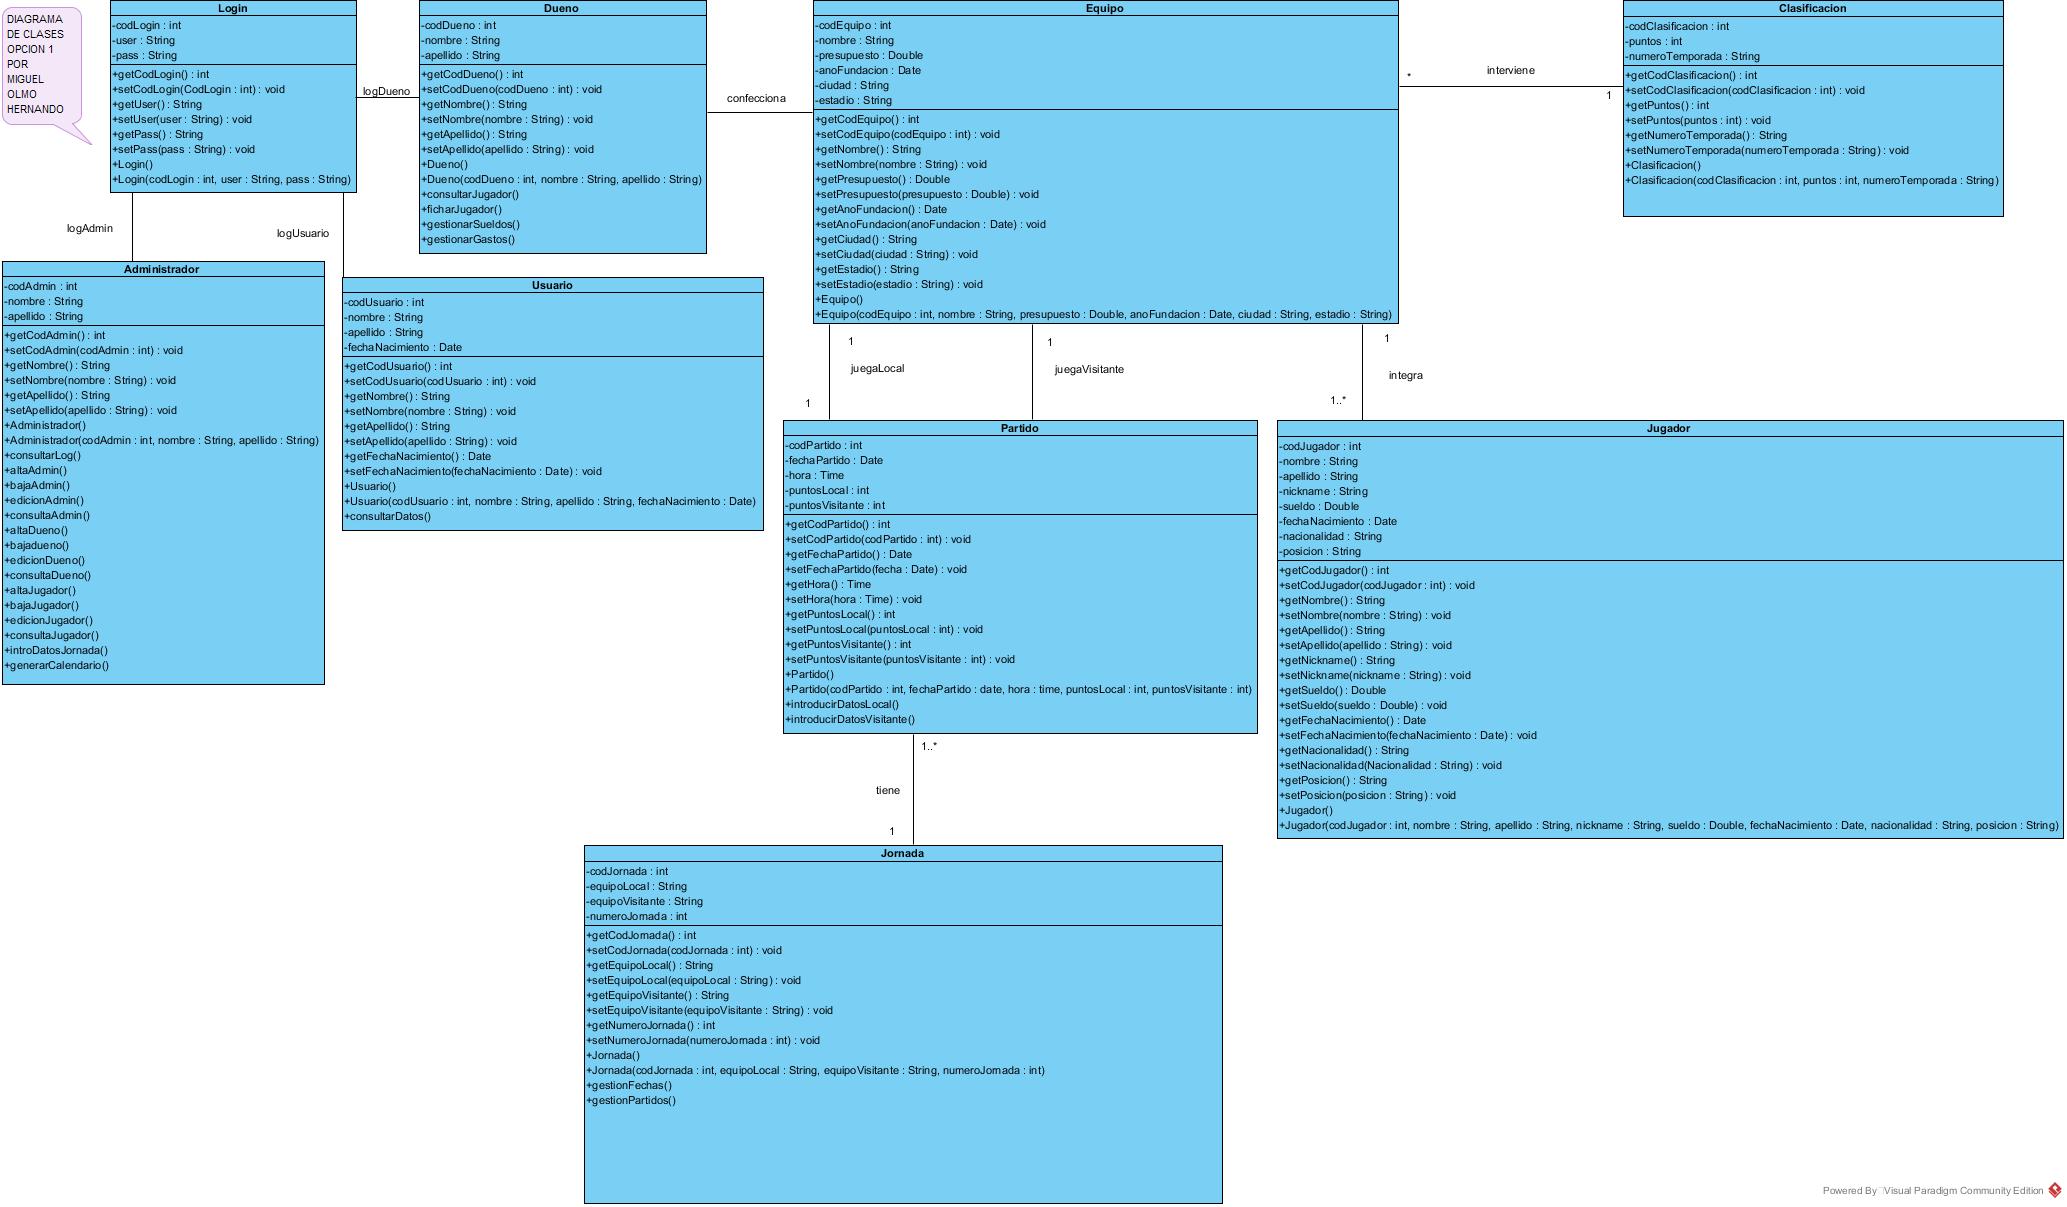 DIAGRAMA
DE CLASES
OPCION 1
POR
MIGUEL
OLMO
HERNANDO
Login
-codLogin : int
-user : String
-pass : String
+getCodLogin() : int
+setCodLogin(CodLogin : int) : void
+getUser() : String
+setUser(user : String) : void
+getPass() : String
+setPass(pass : String) : void
+Login()
+Login(codLogin : int, user : String, pass : String)
logDueno
Dueno
-codDueno : int
-nombre : String
-apellido : String
+getCodDueno() : int
+setCodDueno(codDueno : int) : void
+getNombre() : String
+setNombre(nombre : String) : void
+getApellido() : String
+setApellido(apellido : String) : void
+Dueno()
+Dueno(codDueno : int, nombre : String, apellido : String)
+consultarJugador()
+ficharJugador()
+gestionarSueldos()
+gestionarGastos()
confecciona
Equipo
-codEquipo : int
-nombre : String
-presupuesto : Double
-anoFundacion : Date
-ciudad : String
-estadio : String
+getCodEquipo() : int
+setCodEquipo(codEquipo : int) : void
+getNombre() : String
+setNombre(nombre : String) : void
+getPresupuesto() : Double
+setPresupuesto(presupuesto : Double) : void
+getAnoFundacion() : Date
+setAnoFundacion(anoFundacion : Date) : void
+getCiudad() : String
+setCiudad(ciudad : String) : void
+getEstadio() : String
+setEstadio(estadio : String) : void
+Equipo()
+Equipo(codEquipo : int, nombre : String, presupuesto : Double, anoFundacion : Date, ciudad : String, estadio : String)
*
interviene
1
Clasificacion
-codClasificacion : int
-puntos : int
-numeroTemporada : String
+getCodClasificacion() : int
+setCodClasificacion(codClasificacion : int) : void
+getPuntos() : int
+setPuntos(puntos : int) : void
+getNumeroTemporada() : String
+setNumeroTemporada(numeroTemporada : String) : void
+Clasificacion()
+Clasificacion(codClasificacion : int, puntos : int, numeroTemporada : String)
logAdmin
logUsuario
Administrador
-codAdmin : int
-nombre : String
-apellido : String
+getCodAdmin() : int
+setCodAdmin(codAdmin : int) : void
+getNombre() : String
+setNombre(nombre : String) : void
+getApellido() : String
+setApellido(apellido : String) : void
+Administrador()
+Administrador(codAdmin : int, nombre : String, apellido : String)
+consultarLog()
+altaAdmin()
+bajaAdmin()
+edicionAdmin()
+consultaAdmin()
+altaDueno()
+bajadueno()
+edicionDueno()
+consultaDueno()
+altaJugador()
+bajaJugador()
+edicionJugador()
+consultaJugador()
+introDatosJornada()
+generarCalendario()
Usuario
-codUsuario : int
-nombre : String
-apellido : String
-fechaNacimiento : Date
+getCodUsuario() : int
+setCodUsuario(codUsuario : int) : void
+getNombre() : String
+setNombre(nombre : String) : void
+getApellido() : String
+setApellido(apellido : String) : void
+getFechaNacimiento() : Date
+setFechaNacimiento(fechaNacimiento : Date) : void
+Usuario()
+Usuario(codUsuario : int, nombre : String, apellido : String, fechaNacimiento : Date)
+consultarDatos()
1
juegaLocal
1
1
juegaVisitante
1
integra
1..*
Partido
-codPartido : int
-fechaPartido : Date
-hora : Time
-puntosLocal : int
-puntosVisitante : int
+getCodPartido() : int
+setCodPartido(codPartido : int) : void
+getFechaPartido() : Date
+setFechaPartido(fecha : Date) : void
+getHora() : Time
+setHora(hora : Time) : void
+getPuntosLocal() : int
+setPuntosLocal(puntosLocal : int) : void
+getPuntosVisitante() : int
+setPuntosVisitante(puntosVisitante : int) : void
+Partido()
+Partido(codPartido : int, fechaPartido : date, hora : time, puntosLocal : int, puntosVisitante : int)
+introducirDatosLocal()
+introducirDatosVisitante()
Jugador
-codJugador : int
-nombre : String
-apellido : String
-nickname : String
-sueldo : Double
-fechaNacimiento : Date
-nacionalidad : String
-posicion : String
+getCodJugador() : int
+setCodJugador(codJugador : int) : void
+getNombre() : String
+setNombre(nombre : String) : void
+getApellido() : String
+setApellido(apellido : String) : void
+getNickname() : String
+setNickname(nickname : String) : void
+getSueldo() : Double
+setSueldo(sueldo : Double) : void
+getFechaNacimiento() : Date
+setFechaNacimiento(fechaNacimiento : Date) : void
+getNacionalidad() : String
+setNacionalidad(Nacionalidad : String) : void
+getPosicion() : String
+setPosicion(posicion : String) : void
+Jugador()
+Jugador(codJugador : int, nombre : String, apellido : String, nickname : String, sueldo : Double, fechaNacimiento : Date, nacionalidad : String, posicion : String)
1..*
tiene
1
Jornada
-codJornada : int
-equipoLocal : String
-equipoVisitante : String
-numeroJornada : int
+getCodJornada() : int
+setCodJornada(codJornada : int) : void
+getEquipoLocal() : String
+setEquipoLocal(equipoLocal : String) : void
+getEquipoVisitante() : String
+setEquipoVisitante(equipoVisitante : String) : void
+getNumeroJornada() : int
+setNumeroJornada(numeroJornada : int) : void
+Jornada()
+Jornada(codJornada : int, equipoLocal : String, equipoVisitante : String, numeroJornada : int)
+gestionFechas()
+gestionPartidos()
Powered By Visual Paradigm Community Edition